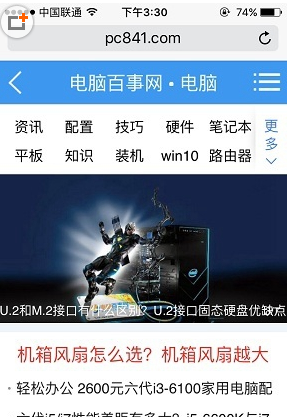 中国联通 下午3:30 74%
pc841.com
电脑百事网 • 电脑
资讯 配置 技巧 硬件 笔记本 更多
平板 知识 装机 win10 路由器
U.2和M.2接口有什么区别? U.2接口固态硬盘优缺点
机箱风扇怎么选？机箱风扇越大
• 轻松办公 2600元六代i3-6100家用电脑配